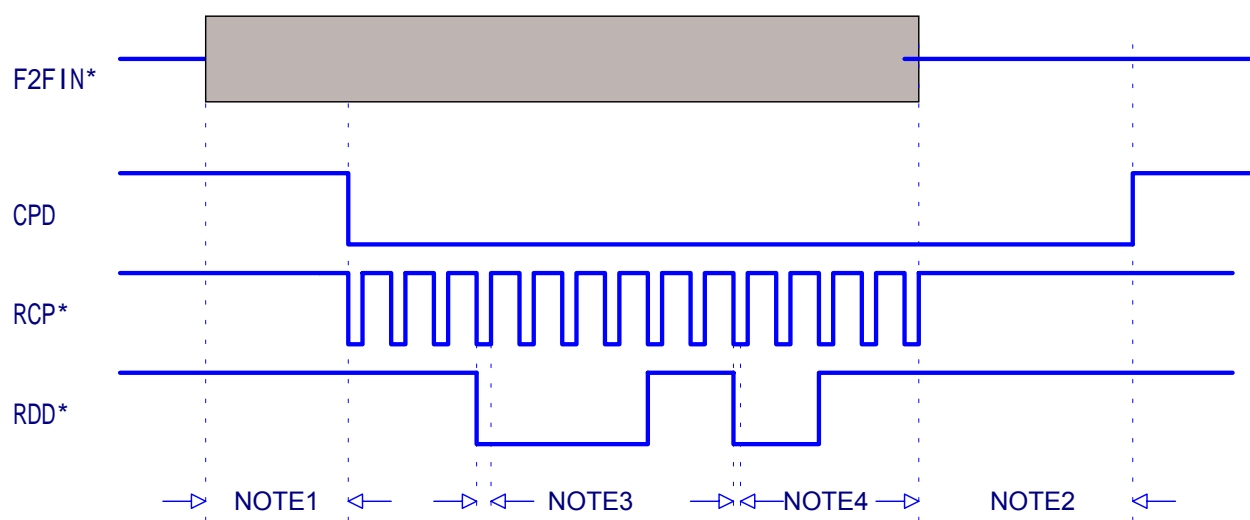 F2FIN*
CPD
RCP*
RDD*
NOTE1 NOTE3 NOTE4 NOTE2